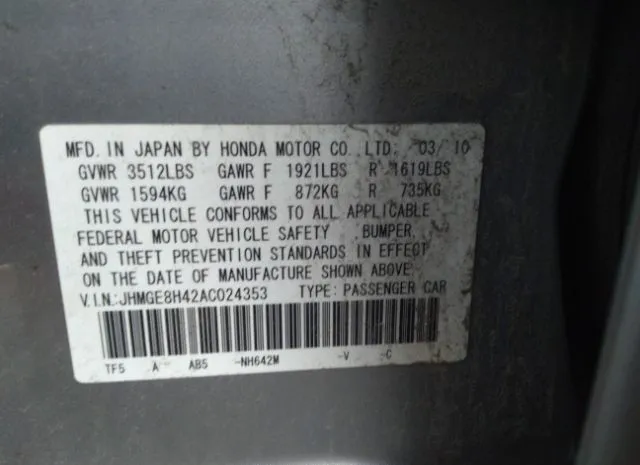 MFD. IN JAPAN BY HONDA MOTOR CO. LTD. 03/10
GVWR 3512LBS GAWR F 1921LBS R 1619LBS
GVWR 1594KG GAWR F 872KG R 735KG
THIS VEHICLE CONFORMS TO ALL APPLICABLE
FEDERAL MOTOR VEHICLE SAFETY, BUMPER,
AND THEFT PREVENTION STANDARDS IN EFFECT
ON THE DATE OF MANUFACTURE SHOWN ABOVE.
V.I.N.:JHMGE8H42AC024353 TYPE: PASSENGER CAR
TF5 A- AB5 -NH642M -V -C